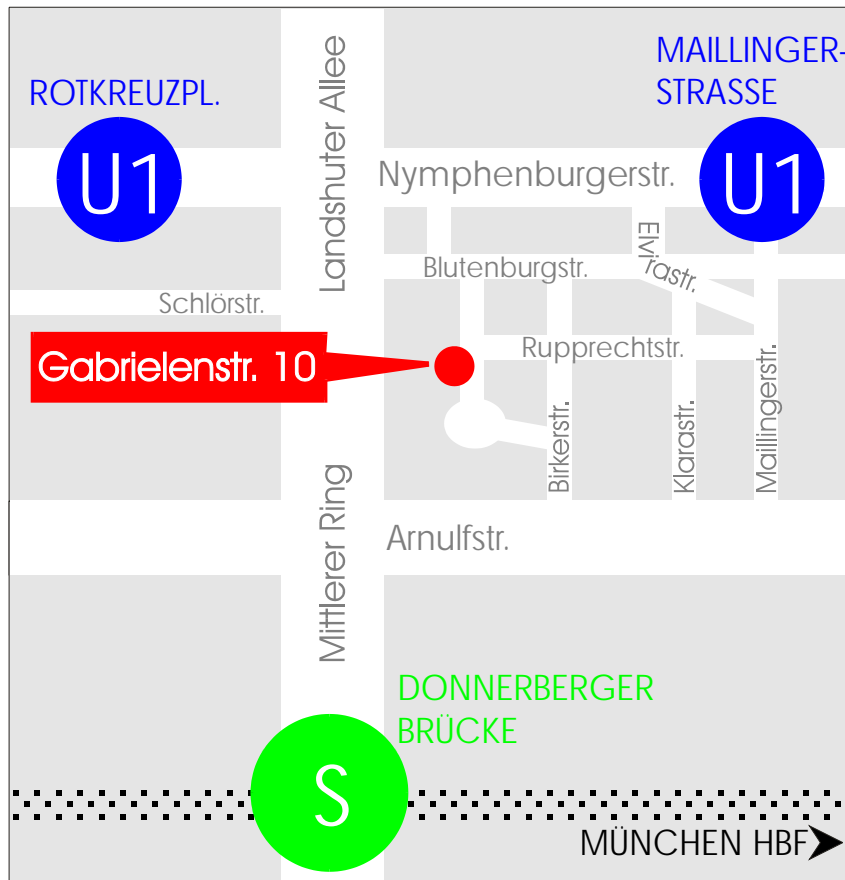 MAILLINGER-
STRASSE
ROTKREUZPL.
Landshuter Allee
U1
Nymphenburgerstr.
U1
Elvirastr.
Blutenburgstr.
Schlörstr.
Rupprechtstr.
Gabrielenstr. 10
Birkerstr.
Klarastr.
Maillingerstr.
Mittlerer Ring
Arnulfstr.
DONNERBERGER
BRÜCKE
S
MÜNCHEN HBF